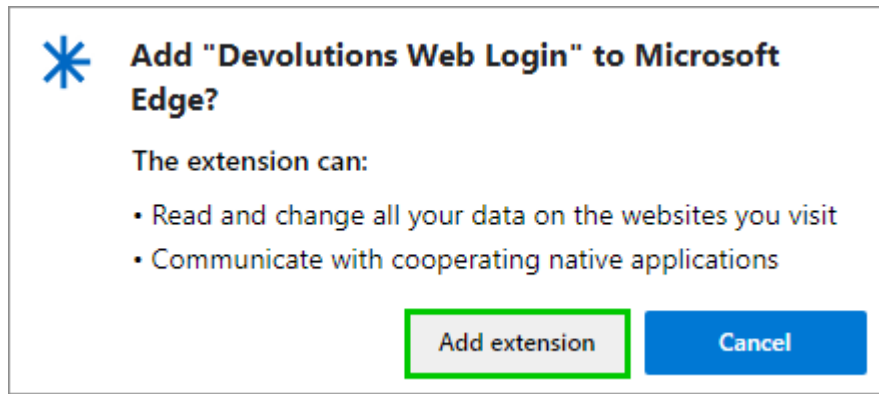 Add "Devolutions Web Login" to Microsoft
Edge?
The extension can:
• Read and change all your data on the websites you visit
• Communicate with cooperating native applications
Add extension
Cancel